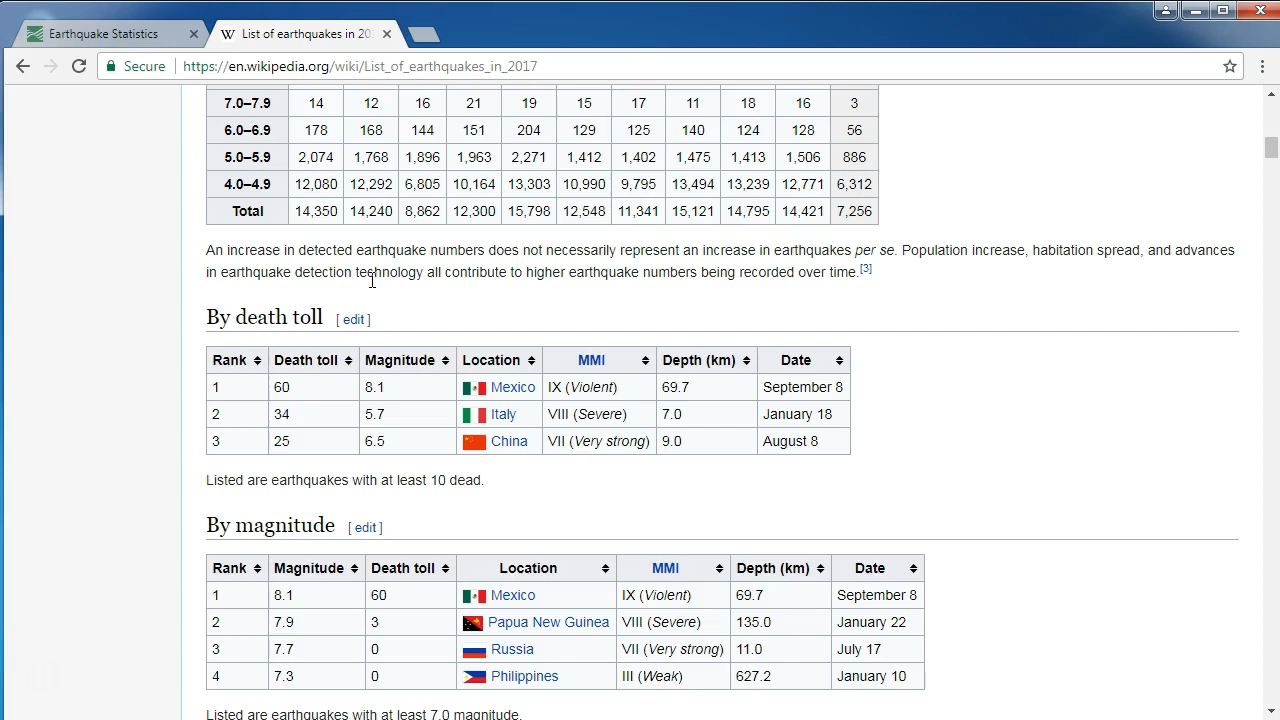 Earthquake Statistics
List of earthquakes in 20
Secure https://en.wikipedia.org/wiki/List_of_earthquakes_in_2017
7.0–7.9 14 12 16 21 19 15 17 11 18 16 3
6.0–6.9 178 168 144 151 204 129 125 140 124 128 56
5.0–5.9 2,074 1,768 1,896 1,963 2,271 1,412 1,402 1,475 1,413 1,506 886
4.0–4.9 12,080 12,292 6,805 10,164 13,303 10,990 9,795 13,494 13,239 12,771 6,312
Total 14,350 14,240 8,862 12,300 15,798 12,548 11,341 15,121 14,795 14,421 7,256
An increase in detected earthquake numbers does not necessarily represent an increase in earthquakes per se. Population increase, habitation spread, and advances
in earthquake detection technology all contribute to higher earthquake numbers being recorded over time.[3]
By death toll [ edit ]
Rank Death toll Magnitude Location MMI Depth (km) Date
1 60 8.1 Mexico IX (Violent) 69.7 September 8
2 34 5.7 Italy VIII (Severe) 7.0 January 18
3 25 6.5 China VII (Very strong) 9.0 August 8
Listed are earthquakes with at least 10 dead.
By magnitude [ edit ]
Rank Magnitude Death toll Location MMI Depth (km) Date
1 8.1 60 Mexico IX (Violent) 69.7 September 8
2 7.9 3 Papua New Guinea VIII (Severe) 135.0 January 22
3 7.7 0 Russia VII (Very strong) 11.0 July 17
4 7.3 0 Philippines III (Weak) 627.2 January 10
Listed are earthquakes with at least 7.0 magnitude.